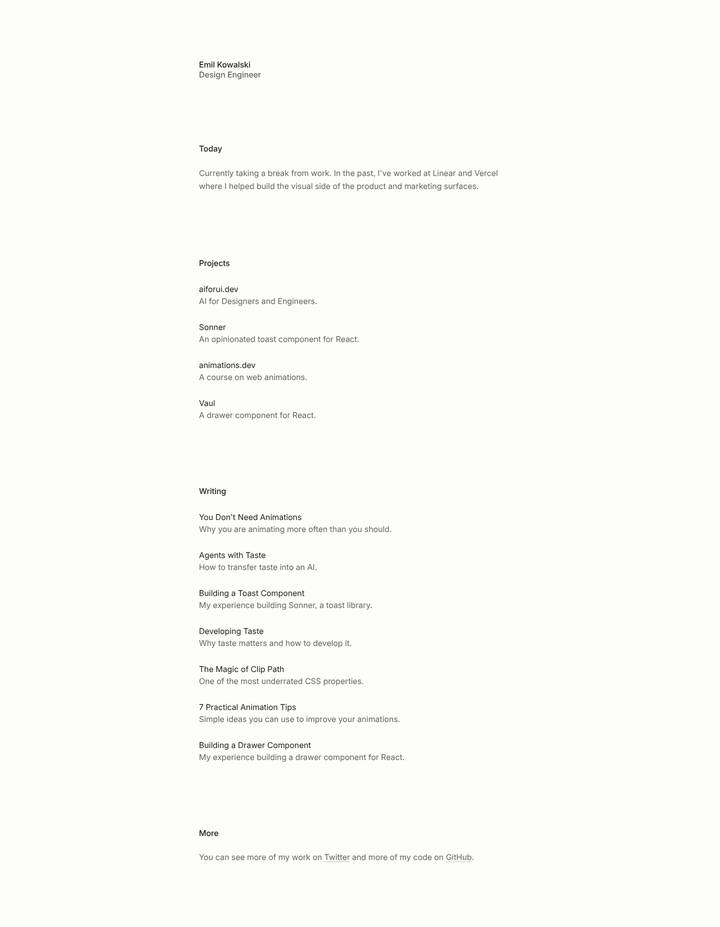 Emil Kowalski
Design Engineer
Today
Currently taking a break from work. In the past, I've worked at Linear and Vercel
where I helped build the visual side of the product and marketing surfaces.
Projects
aiforui.dev
AI for Designers and Engineers.
Sonner
An opinionated toast component for React.
animations.dev
A course on web animations.
Vaul
A drawer component for React.
Writing
You Don't Need Animations
Why you are animating more often than you should.
Agents with Taste
How to transfer taste into an AI.
Building a Toast Component
My experience building Sonner, a toast library.
Developing Taste
Why taste matters and how to develop it.
The Magic of Clip Path
One of the most underrated CSS properties.
7 Practical Animation Tips
Simple ideas you can use to improve your animations.
Building a Drawer Component
My experience building a drawer component for React.
More
You can see more of my work on Twitter and more of my code on GitHub.